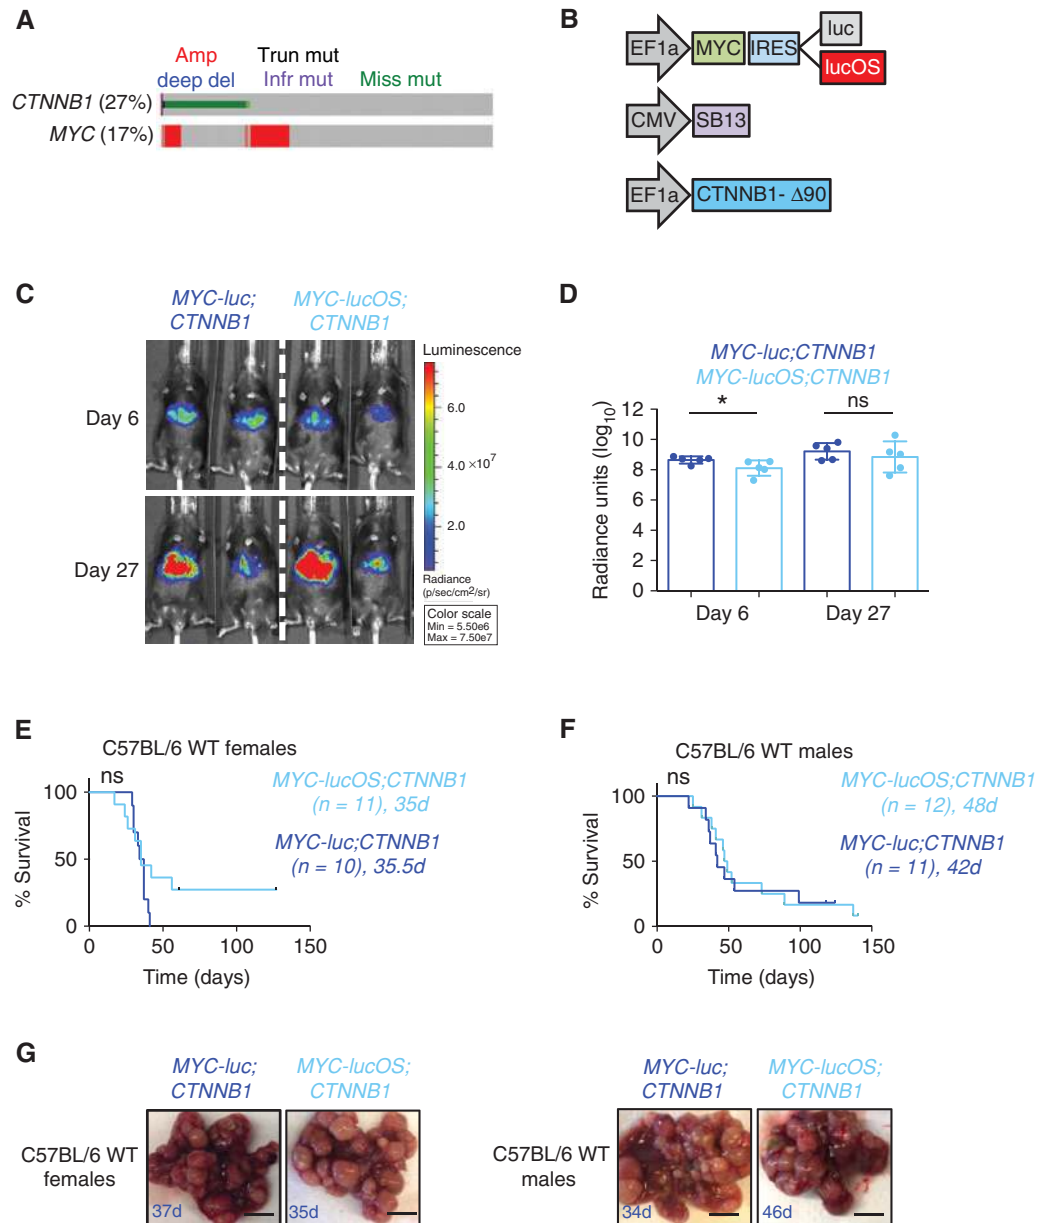 A
Amp
Trun mut
deep del
Infr mut
Miss mut
CTNNB1 (27%)
MYC (17%)
B
EF1a
MYC
IRES
luc
lucOS
CMV
SB13
EF1a
CTNNB1- Δ90
C
MYC-luc;
CTNNB1
MYC-lucOS;
CTNNB1
Day 6
Day 27
Luminescence
6.0
4.0 ×10⁷
2.0
Radiance
(p/sec/cm²/sr)
Color scale
Min = 5.50e6
Max = 7.50e7
D
MYC-luc;CTNNB1
MYC-lucOS;CTNNB1
*
ns
Radiance units (log₁₀)
12
10
8
6
4
2
0
Day 6
Day 27
E
C57BL/6 WT females
ns
MYC-lucOS;CTNNB1
(n = 11), 35d
MYC-luc;CTNNB1
(n = 10), 35.5d
% Survival
100
50
0
0
50
100
150
Time (days)
F
C57BL/6 WT males
ns
MYC-lucOS;CTNNB1
(n = 12), 48d
MYC-luc;CTNNB1
(n = 11), 42d
% Survival
100
50
0
0
50
100
150
Time (days)
G
MYC-luc;
CTNNB1
MYC-lucOS;
CTNNB1
C57BL/6 WT
females
37d
35d
MYC-luc;
CTNNB1
MYC-lucOS;
CTNNB1
C57BL/6 WT
males
34d
46d